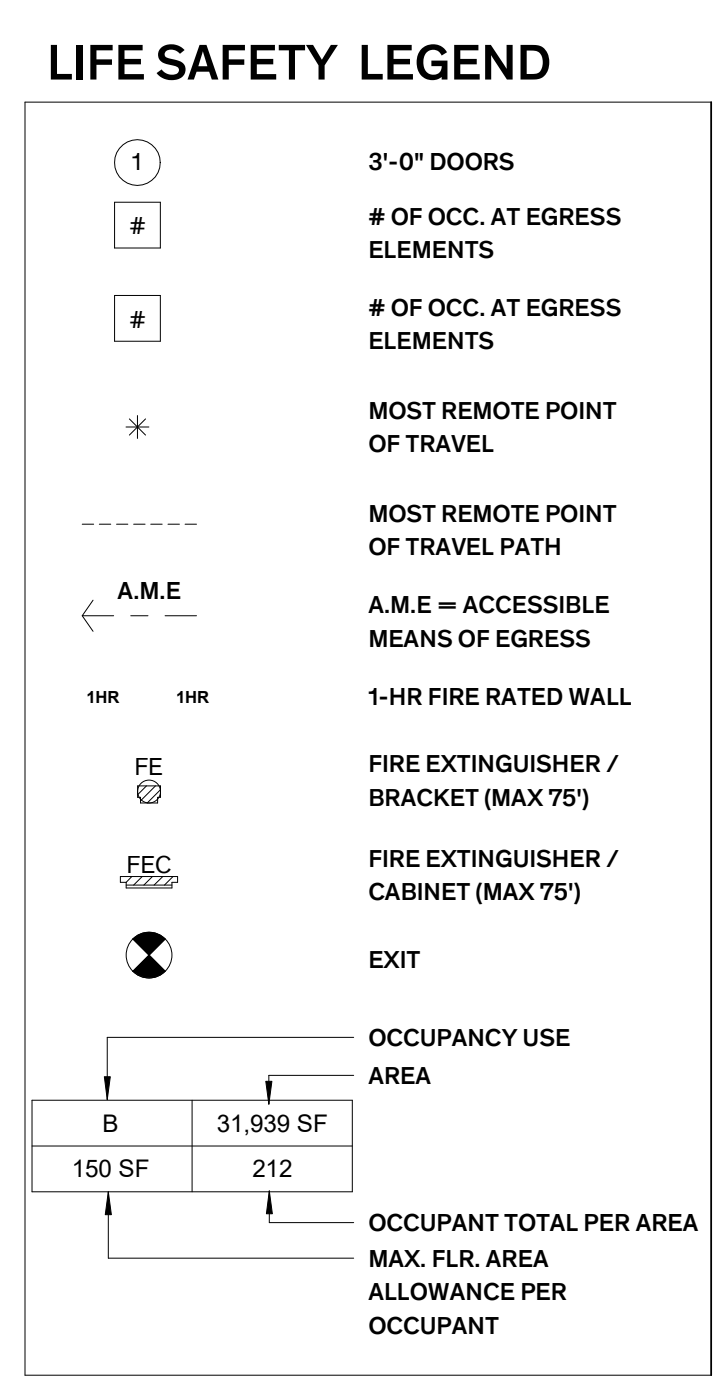 LIFE SAFETY LEGEND
1 3'-0" DOORS
# # OF OCC. AT EGRESS
ELEMENTS
# # OF OCC. AT EGRESS
ELEMENTS
MOST REMOTE POINT
OF TRAVEL
MOST REMOTE POINT
OF TRAVEL PATH
A.M.E
A.M.E = ACCESSIBLE
MEANS OF EGRESS
1HR 1HR 1-HR FIRE RATED WALL
FE
FIRE EXTINGUISHER /
BRACKET (MAX 75')
FEC
FIRE EXTINGUISHER /
CABINET (MAX 75')
EXIT
OCCUPANCY USE
AREA
B 31,939 SF
150 SF 212
OCCUPANT TOTAL PER AREA
MAX. FLR. AREA
ALLOWANCE PER
OCCUPANT